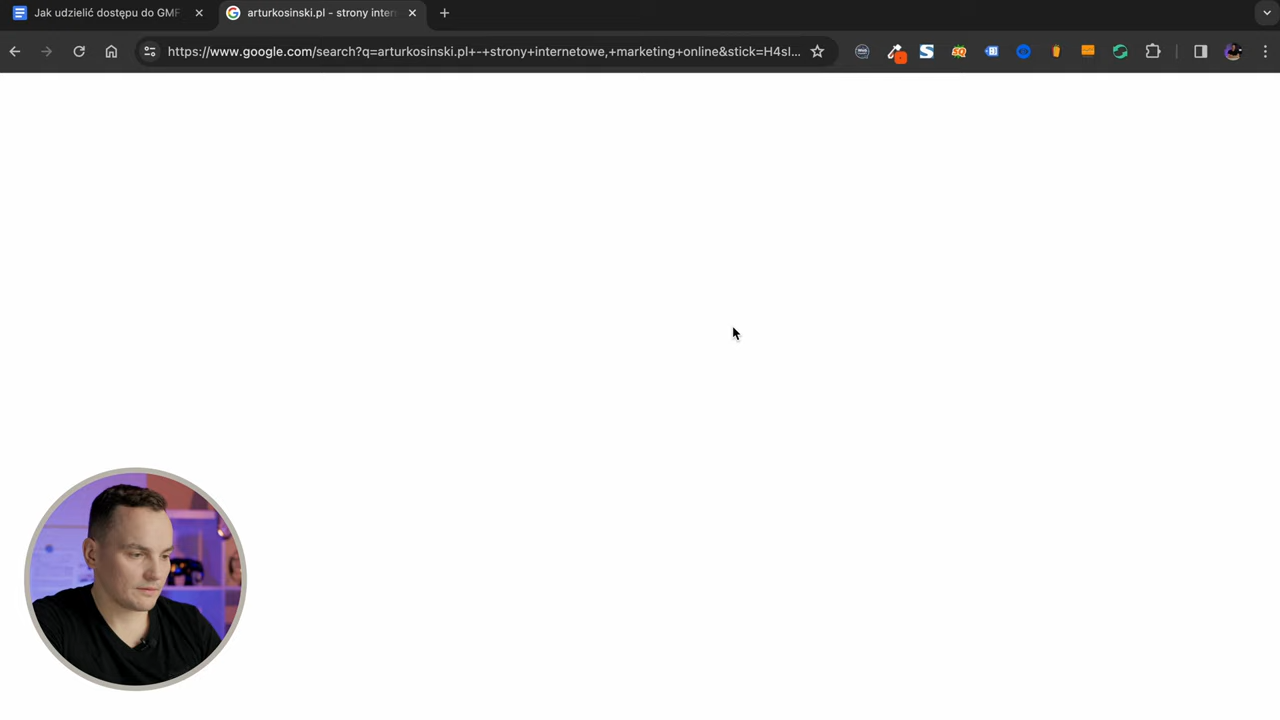 Jak udzielić dostępu do GMF
arturkosinski.pl - strony inter
https://www.google.com/search?q=arturkosinski.pl+-+strony+internetowe,+marketing+online&stick=H4sI...